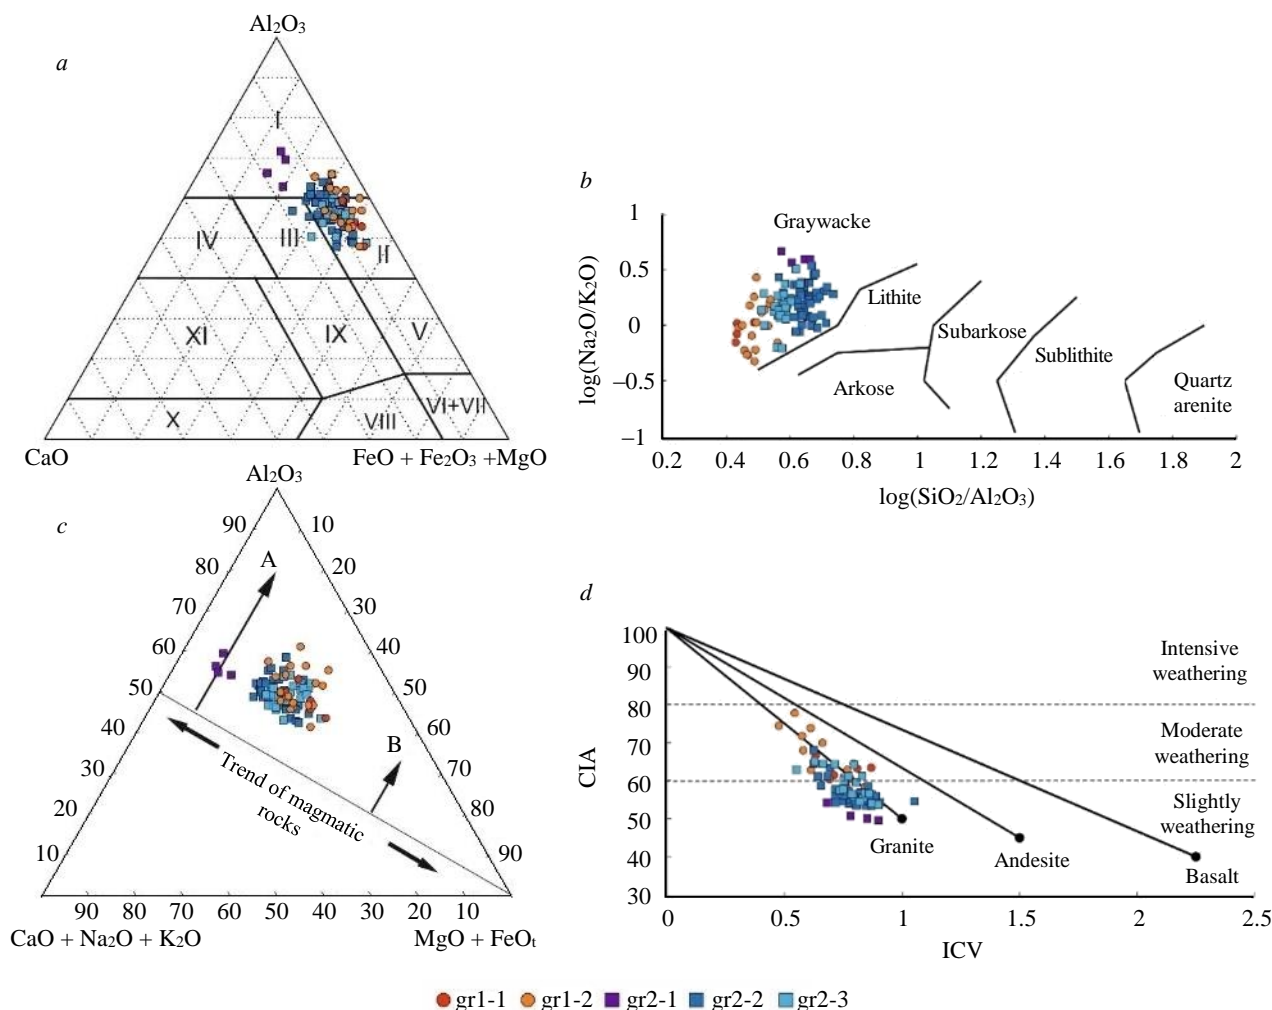 a
Al₂O₃
I
IV
III
II
XI
IX
V
X
VIII
VI+VII
CaO
FeO + Fe₂O₃ +MgO
b
log(Na₂O/K₂O)
1
0.5
0
−0.5
−1
Graywacke
Lithite
Subarkose
Sublithite
Arkose
Quartz
arenite
0.2 0.4 0.6 0.8 1 1.2 1.4 1.6 1.8 2
log(SiO₂/Al₂O₃)
c
Al₂O₃
90 10
A
80 20
70 30
60 40
50 50
40 60
B
30 70
20 80
10 90
Trend of magmatic
rocks
90 80 70 60 50 40 30 20 10
CaO + Na₂O + K₂O
MgO + FeOₜ
d
CIA
100
90
80
70
60
50
40
30
Intensive
weathering
Moderate
weathering
Slightly
weathering
Granite
Andesite
Basalt
0 0.5 1 1.5 2 2.5
ICV
gr1-1 gr1-2 gr2-1 gr2-2 gr2-3